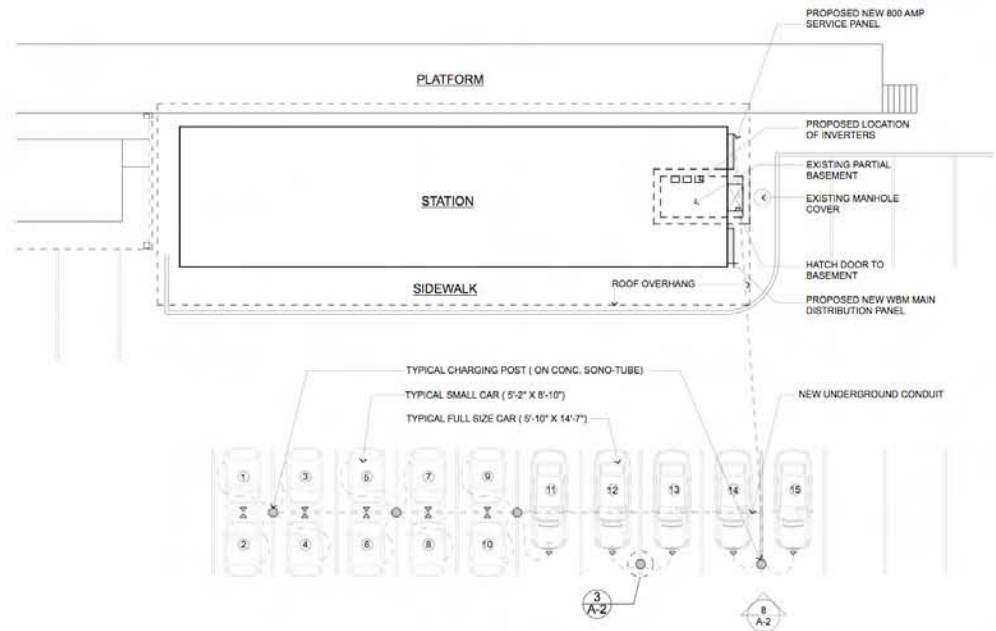 PROPOSED NEW 800 AMP
SERVICE PANEL
PLATFORM
PROPOSED LOCATION
OF INVERTERS
EXISTING PARTIAL
BASEMENT
STATION
EXISTING MANHOLE
COVER
HATCH DOOR TO
BASEMENT
SIDEWALK
ROOF OVERHANG
PROPOSED NEW WBM MAIN
DISTRIBUTION PANEL
TYPICAL CHARGING POST ( ON CONC. SONO-TUBE)
TYPICAL SMALL CAR ( 5'-2" X 8'-10")
NEW UNDERGROUND CONDUIT
TYPICAL FULL SIZE CAR ( 5'-10" X 14'-7")
1 3 5 7 9 11 12 13 14 15
2 4 6 8 10
3
A-2
8
A-2